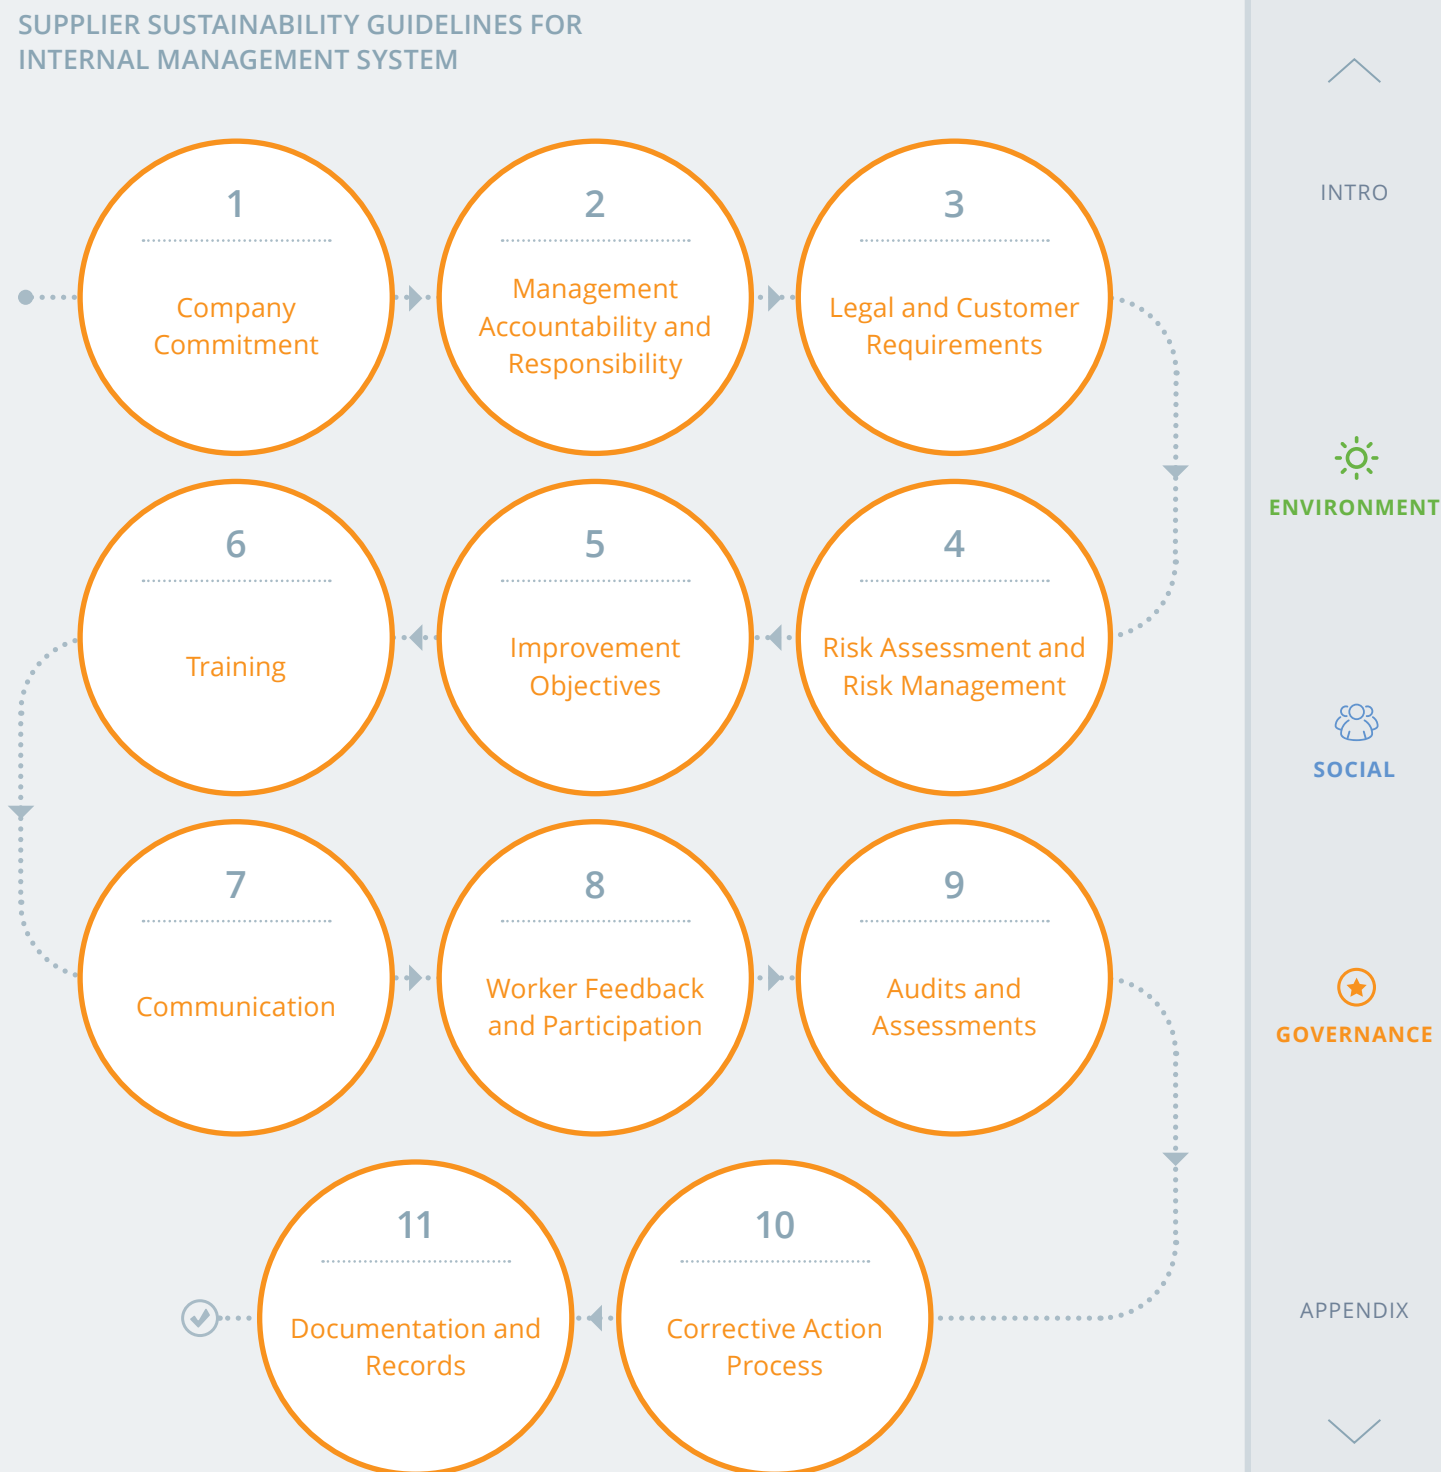 SUPPLIER SUSTAINABILITY GUIDELINES FOR
INTERNAL MANAGEMENT SYSTEM
1
Company
Commitment
2
Management
Accountability and
Responsibility
3
Legal and Customer
Requirements
4
Risk Assessment and
Risk Management
5
Improvement
Objectives
6
Training
7
Communication
8
Worker Feedback
and Participation
9
Audits and
Assessments
10
Corrective Action
Process
11
Documentation and
Records
INTRO
ENVIRONMENT
SOCIAL
GOVERNANCE
APPENDIX